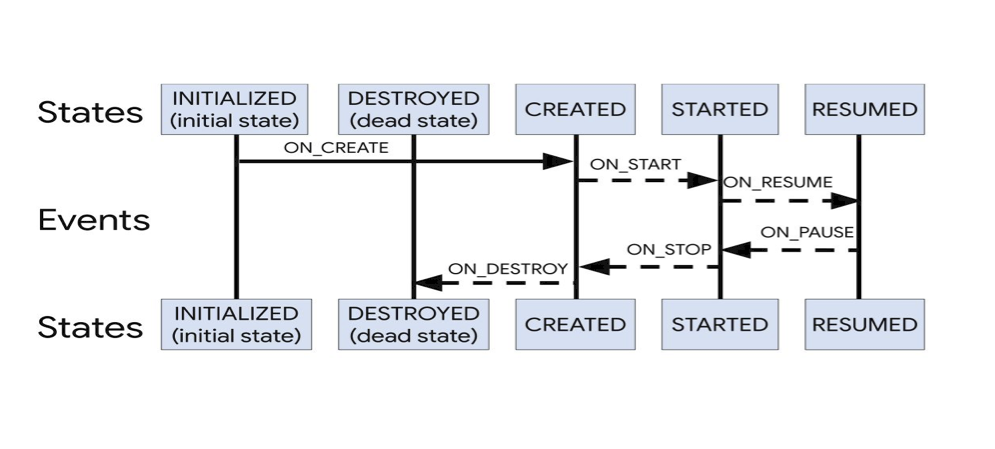 States
INITIALIZED
(initial state)
DESTROYED
(dead state)
CREATED
STARTED
RESUMED
ON_CREATE
ON_START
ON_RESUME
Events
ON_PAUSE
ON_STOP
ON_DESTROY
States
INITIALIZED
(initial state)
DESTROYED
(dead state)
CREATED
STARTED
RESUMED